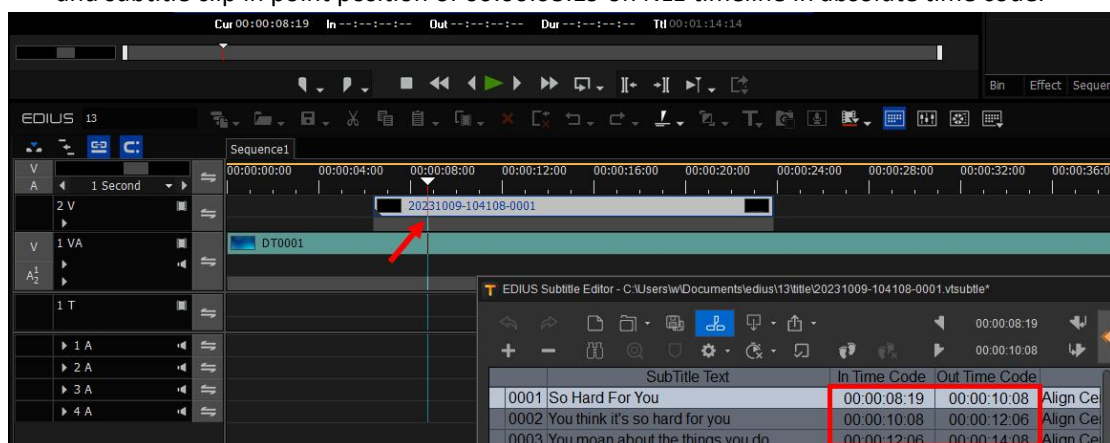 and subtitle clip in point position of 00:00:08:19 on NLE timeline in absolute time code.
Cur 00:00:08:19 In --:--:--:-- Out --:--:--:-- Dur --:--:--:-- Ttl 00:01:14:14
Bin Effect Sequen
EDIUS 13
Sequence1
V
A
1 Second
00:00:00:00 00:00:04:00 00:00:08:00 00:00:12:00 00:00:16:00 00:00:20:00 00:00:24:00 00:00:28:00 00:00:32:00 00:00:36:0
2 V
20231009-104108-0001
V 1 VA
DT0001
A12
EDIUS Subtitle Editor - C:\Users\w\Documents\edius\13\title\20231009-104108-0001.vtsubtle*
1 T
00:00:08:19
1 A
00:00:10:08
2 A
SubTitle Text In Time Code Out Time Code
3 A
0001 So Hard For You 00:00:08:19 00:00:10:08 Align Cei
4 A
0002 You think it's so hard for you 00:00:10:08 00:00:12:06 Align Cei
0003 You moan about the things you do 00:00:12:06 00:00:14:08 Align Cei